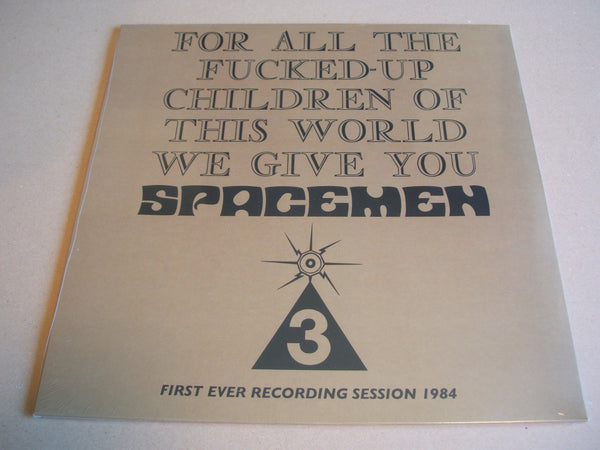 FOR ALL THE
FUCKED-UP
CHILDREN OF
THIS WORLD
WE GIVE YOU
SPACEMEN
3
FIRST EVER RECORDING SESSION 1984